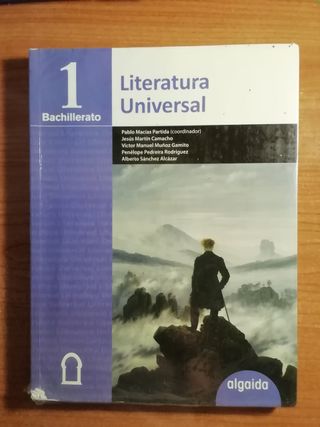 1
Bachillerato
Literatura
Universal
Pablo Macías Partida (coordinador)
Jesús Martín Camacho
Víctor Manuel Muñoz Gamito
Penélope Pedreira Rodríguez
Alberto Sánchez Alcázar
algaida